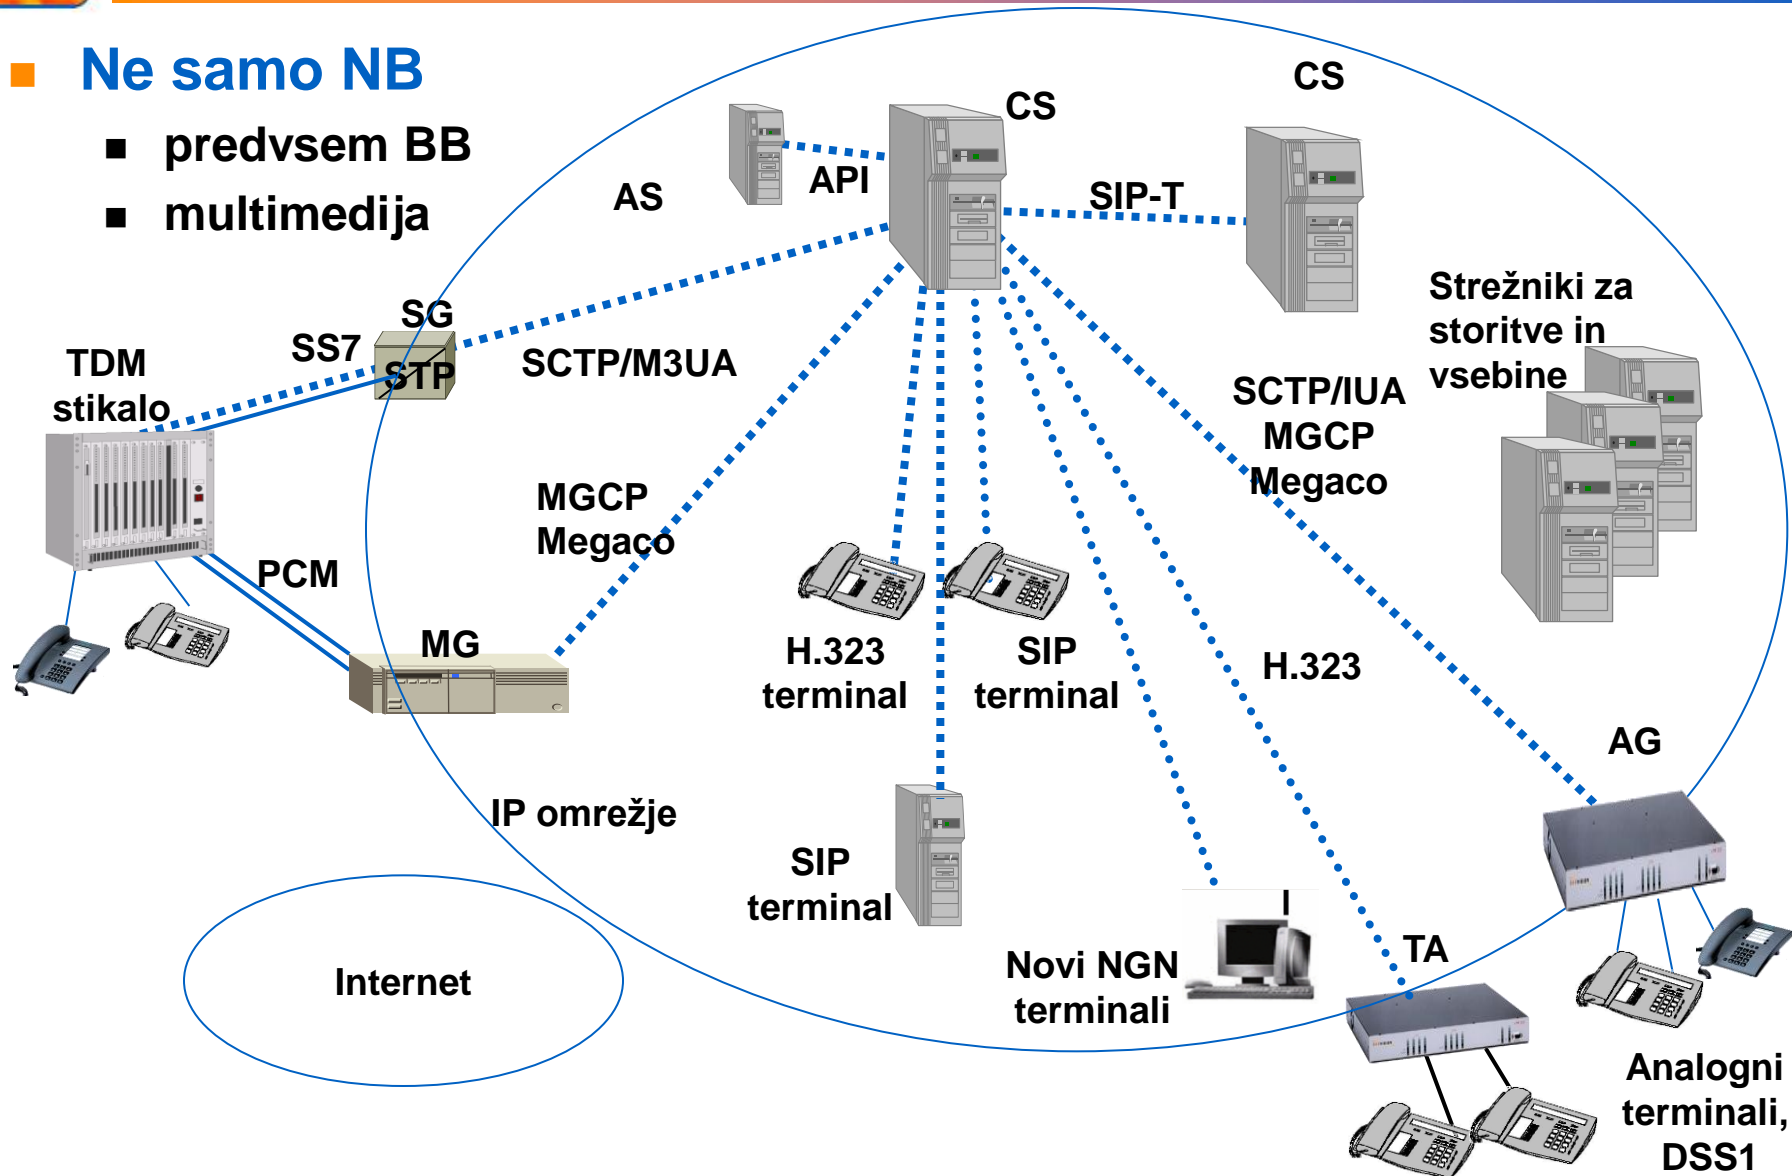 Ne samo NB
predvsem BB
multimedija
CS
CS
AS
API
SIP-T
SG
SS7
STP
TDM
stikalo
SCTP/M3UA
Strežniki za
storitve in
vsebine
SCTP/IUA
MGCP
Megaco
MGCP
Megaco
PCM
MG
H.323
terminal
SIP
terminal
H.323
AG
IP omrežje
SIP
terminal
Internet
Novi NGN
terminali
TA
Analogni
terminali,
DSS1